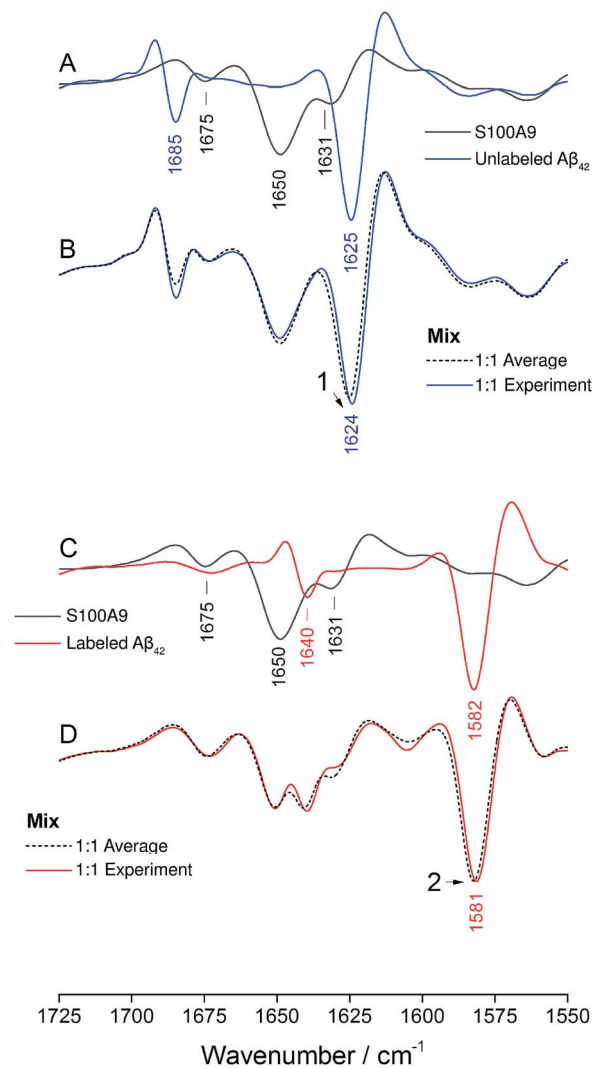 A
1685
1675
1650
1631
1625
S100A9
Unlabeled Aβ₄₂
B
Mix
1:1 Average
1:1 Experiment
1
1624
C
S100A9
Labeled Aβ₄₂
1675
1650
1640
1631
1582
D
Mix
1:1 Average
1:1 Experiment
2
1581
1725 1700 1675 1650 1625 1600 1575 1550
Wavenumber / cm⁻¹